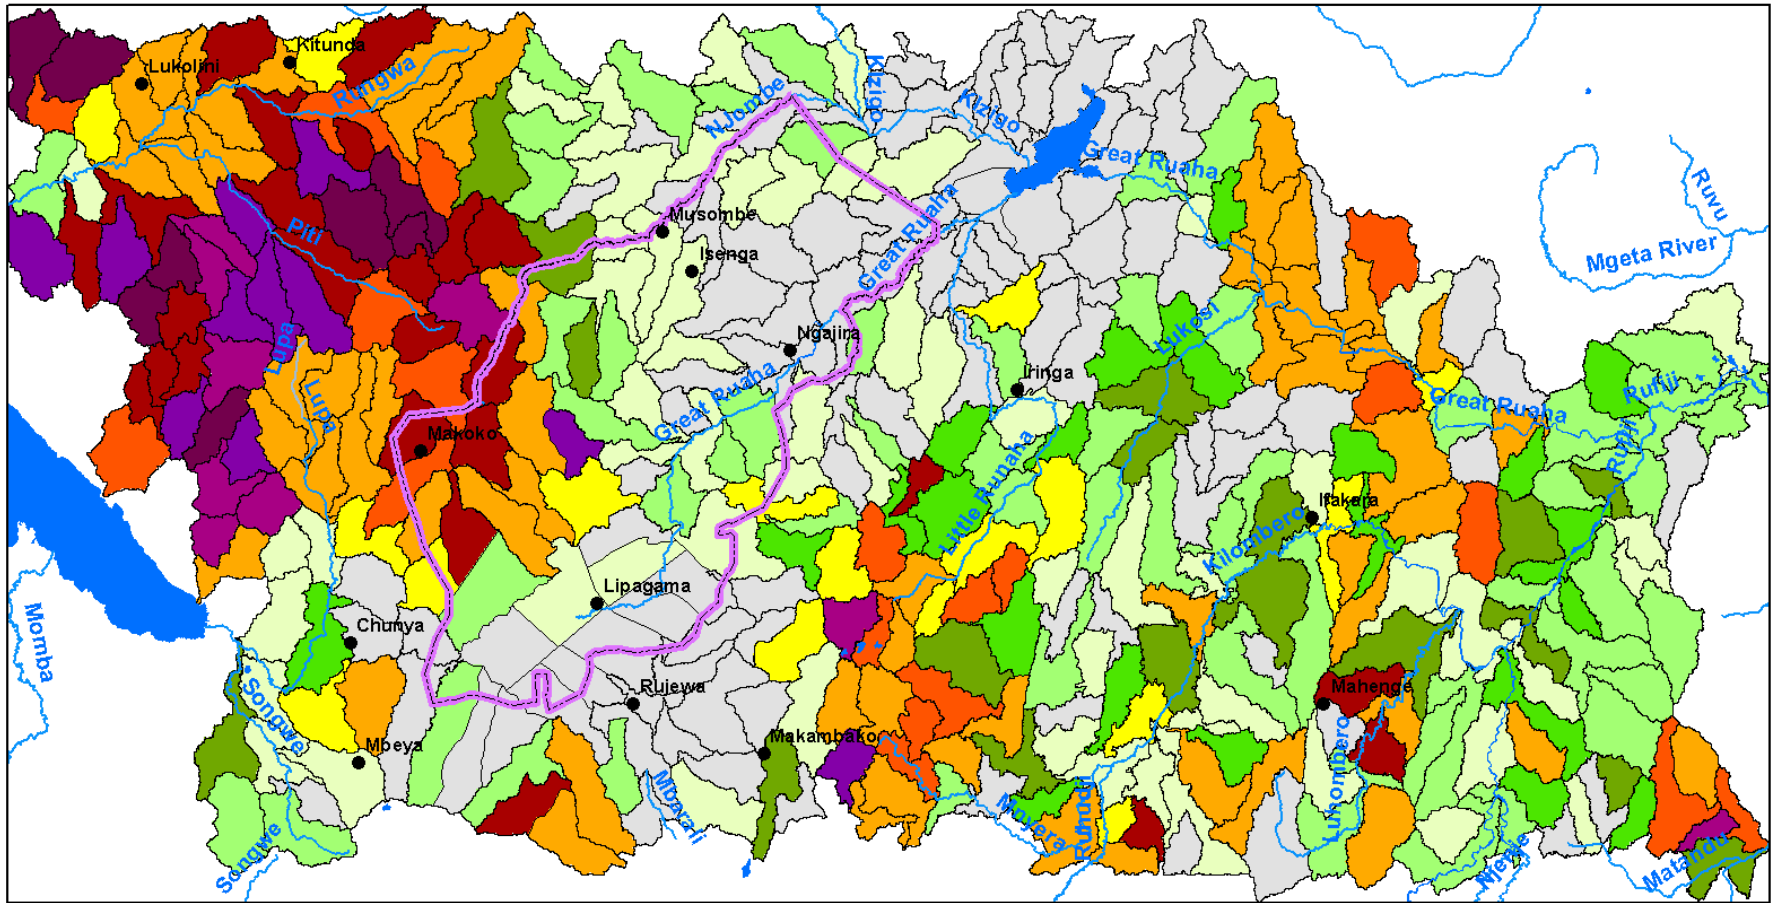 Kitunda
Lukolini
Rungwa
NJombe
KIzigo
KIzigo
Great Ruaha
Ruvu
Mgeta River
Piti
Musombe
Isenga
Great Ruaha
Ngajira
Lukosi
Lupa
Lupa
Great Ruaha
Iringa
Great Ruaha
Rufiji
Rufiji
Makoko
Little Ruaha
Ifakara
Kilombero
Lipagama
Momba
Chunya
Songwe
Rujewa
Mahenge
Mbeya
Makambako
Luhombero
Mbarali
Mnyera
Ruhudji
Songwe
Njenje
Matandu